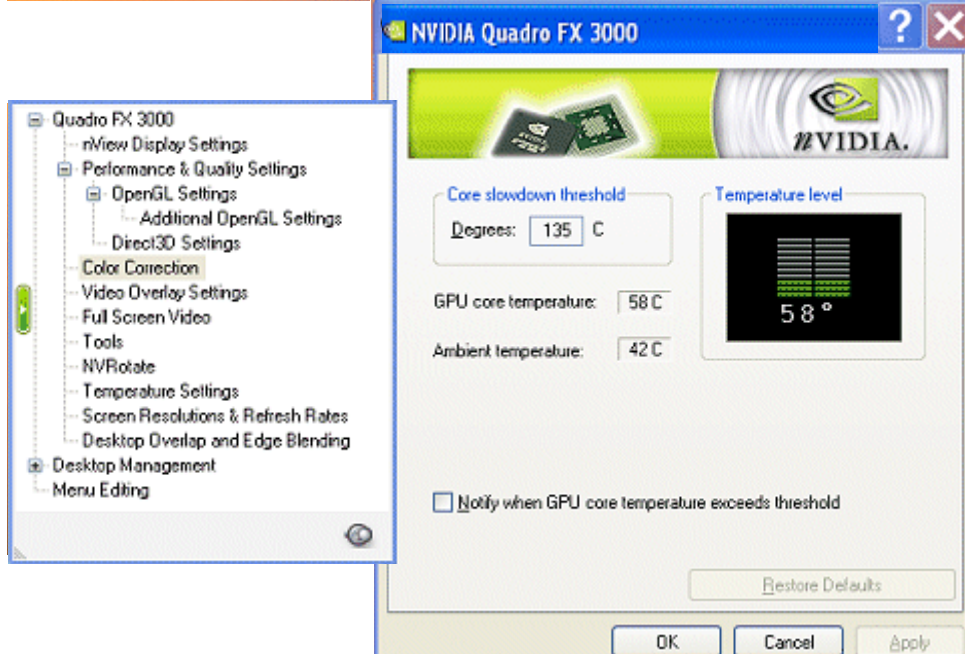 NVIDIA Quadro FX 3000
?
nVIDIA.
Quadro FX 3000
nView Display Settings
Performance & Quality Settings
OpenGL Settings
Additional OpenGL Settings
Direct3D Settings
Color Correction
Video Overlay Settings
Full Screen Video
Tools
NVRotate
Temperature Settings
Screen Resolutions & Refresh Rates
Desktop Overlap and Edge Blending
Desktop Management
Menu Editing
Core slowdown threshold
Degrees: 135 C
GPU core temperature: 58 C
Ambient temperature: 42 C
Temperature level
58°
Notify when GPU core temperature exceeds threshold
Restore Defaults
OK
Cancel
Apply